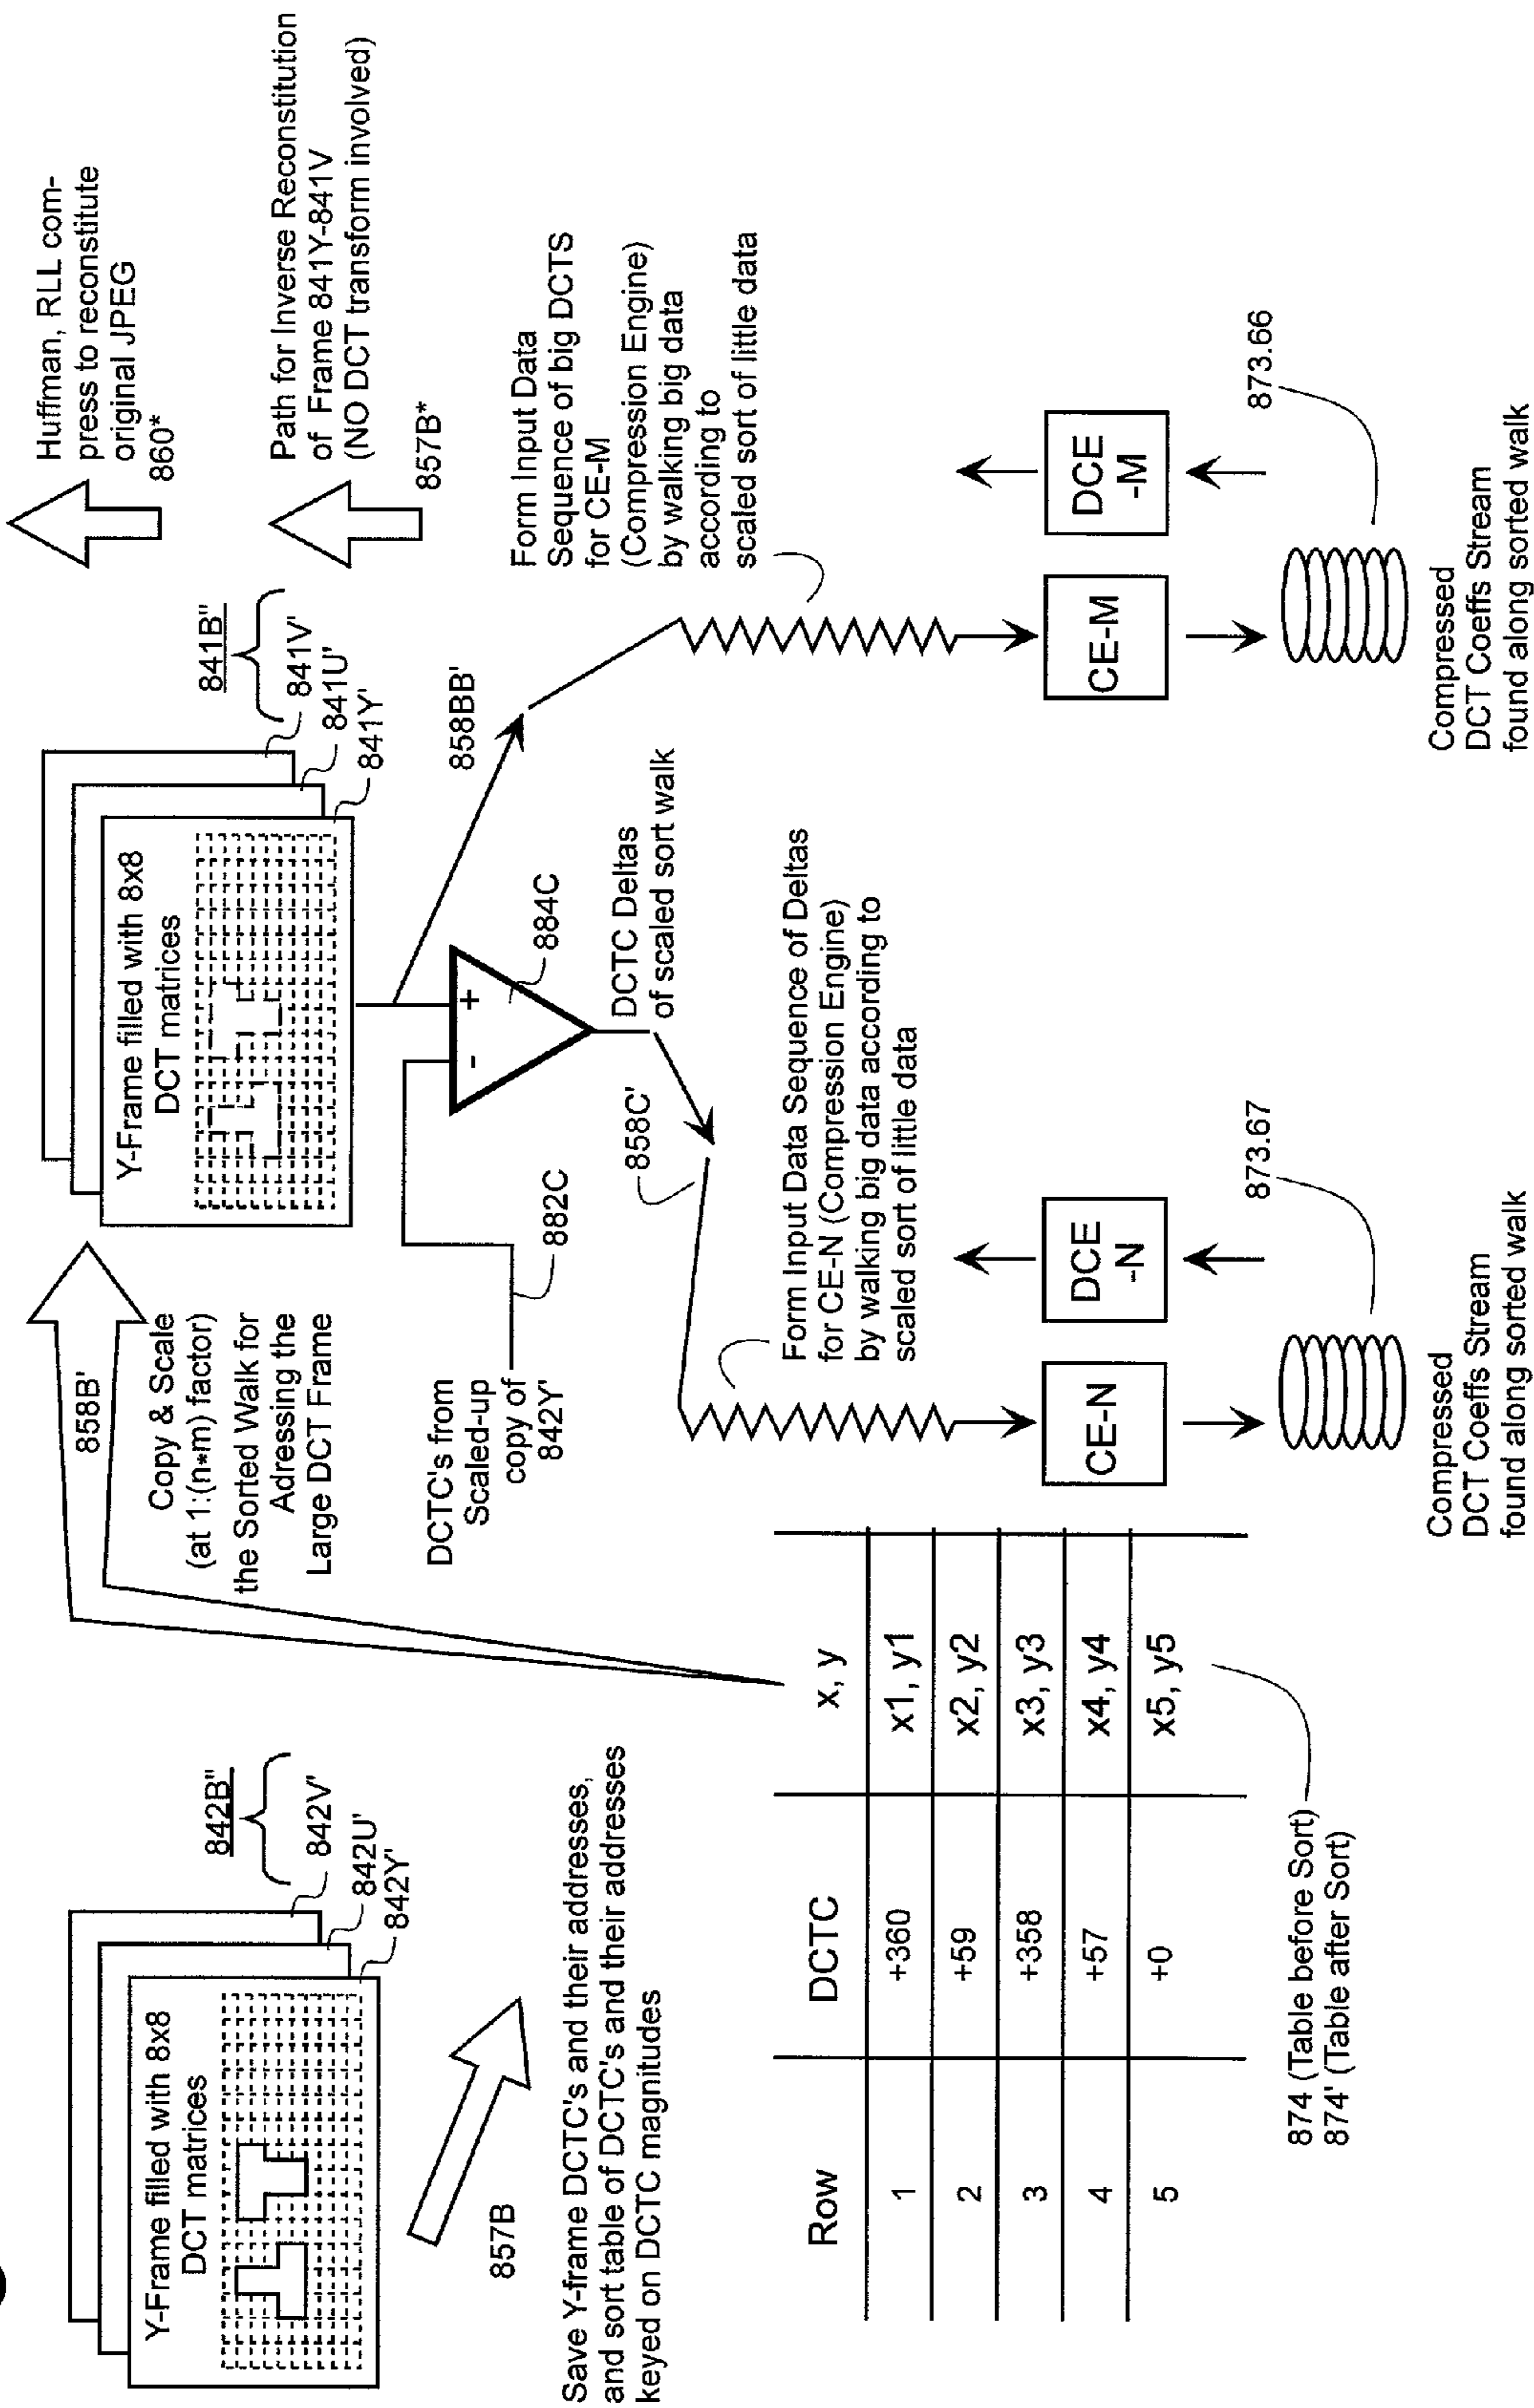 Y-Frame filled with 8x8
DCT matrices
842B"
842V'
842U'
842Y'
857B
Save Y-frame DCTC's and their addresses,
and sort table of DCTC's and their addresses
keyed on DCTC magnitudes
Row DCTC x, y
1 +360 x1, y1
2 +59 x2, y2
3 +358 x3, y3
4 +57 x4, y4
5 +0 x5, y5
874 (Table before Sort)
874' (Table after Sort)
858B'
Copy & Scale
(at 1:(n*m) factor)
the Sorted Walk for
Adressing the
Large DCT Frame
Y-Frame filled with 8x8
DCT matrices
841B"
841V'
841U'
841Y'
DCTC's from
Scaled-up
copy of
842Y'
882C
-
+
884C
858BB'
DCTC Deltas
of scaled sort walk
858C'
Form Input Data Sequence of Deltas
for CE-N (Compression Engine)
by walking big data according to
scaled sort of little data
CE-N
DCE
-N
873.67
Compressed
DCT Coeffs Stream
found along sorted walk
Huffman, RLL com-
press to reconstitute
original JPEG
860*
Path for Inverse Reconstitution
of Frame 841Y-841V
(NO DCT transform involved)
857B*
Form Input Data
Sequence of big DCTS
for CE-M
(Compression Engine)
by walking big data
according to
scaled sort of little data
CE-M
DCE
-M
873.66
Compressed
DCT Coeffs Stream
found along sorted walk